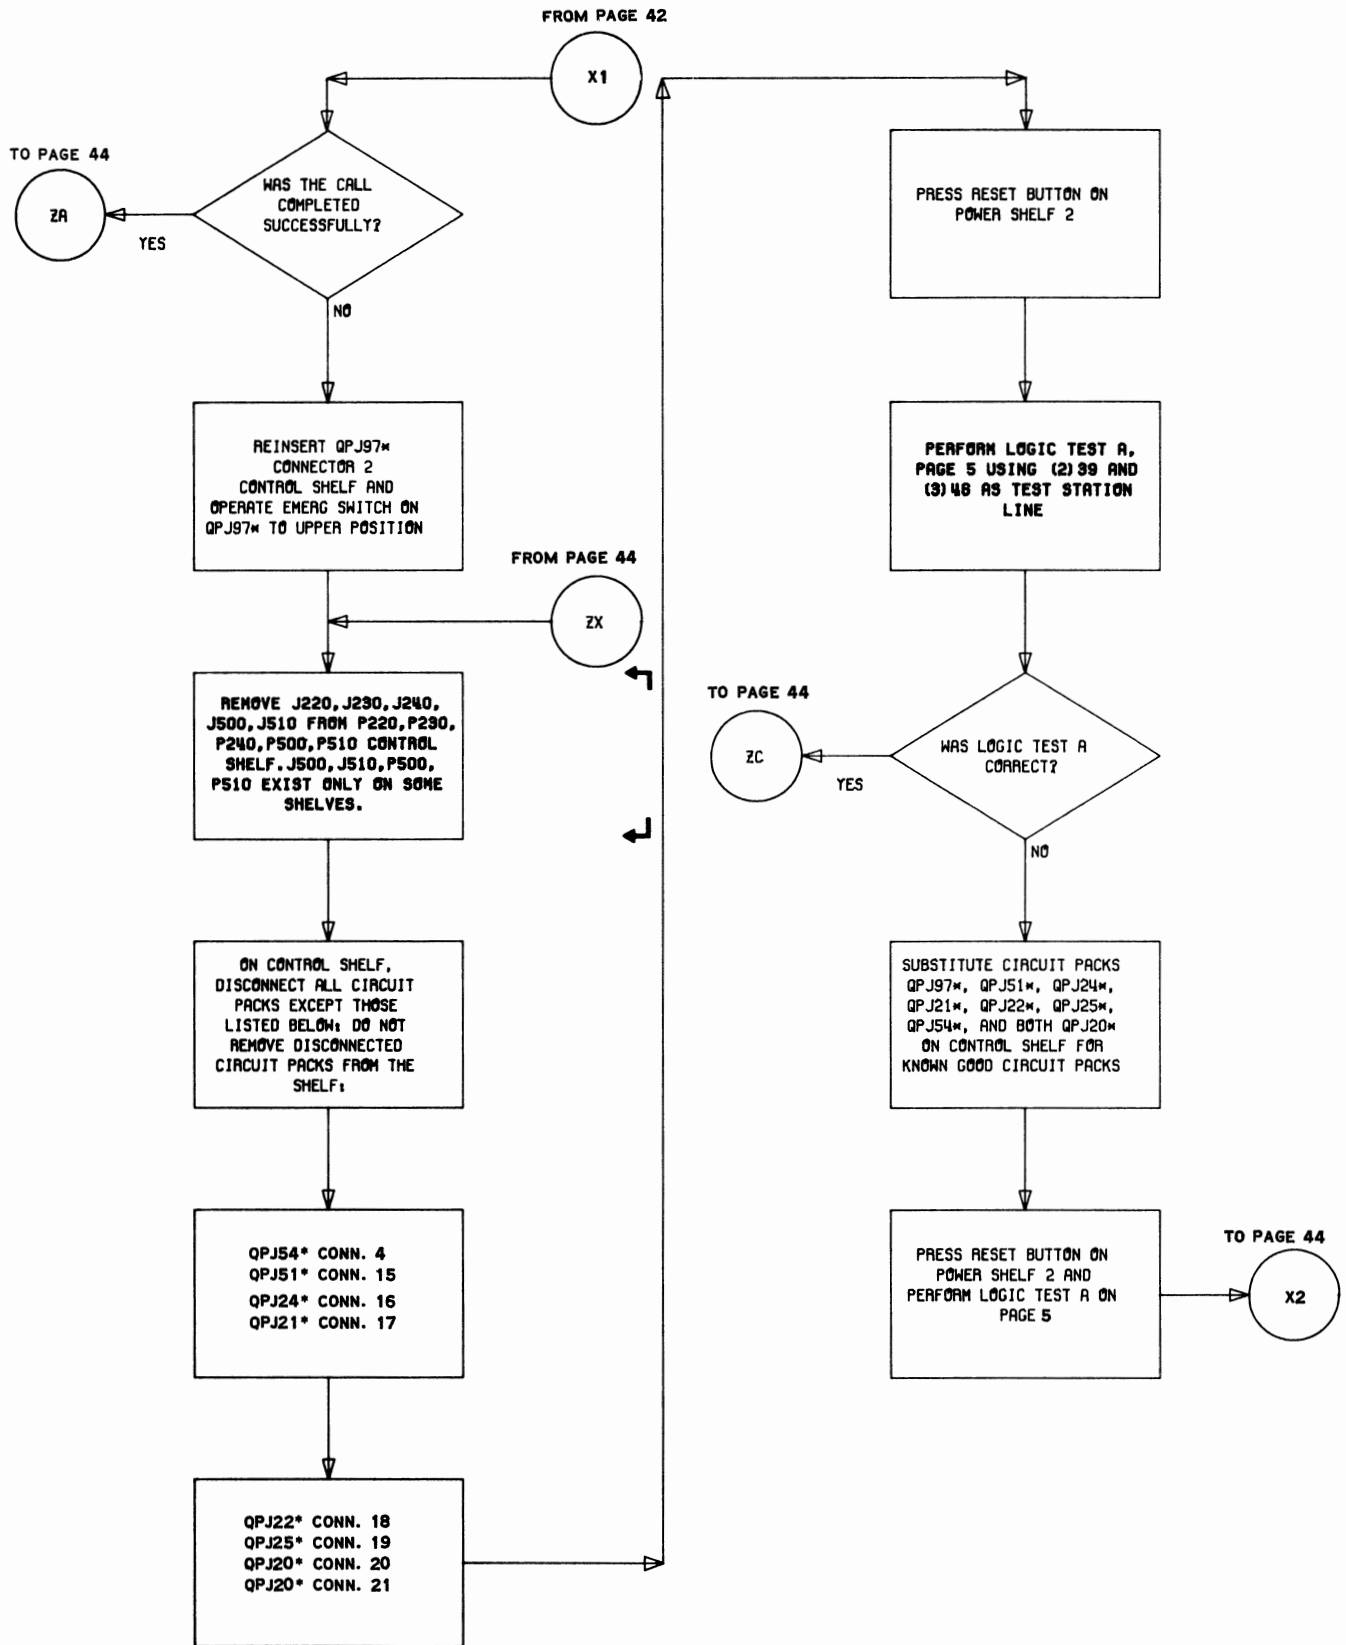 FROM PAGE 42
X1
TO PAGE 44
ZA
YES
WAS THE CALL
COMPLETED
SUCCESSFULLY?
NO
REINSERT QPJ97*
CONNECTOR 2
CONTROL SHELF AND
OPERATE EMERG SWITCH ON
QPJ97* TO UPPER POSITION
FROM PAGE 44
ZX
REMOVE J220,J230,J240,
J500,J510 FROM P220,P230,
P240,P500,P510 CONTROL
SHELF.J500,J510,P500,
P510 EXIST ONLY ON SOME
SHELVES.
ON CONTROL SHELF,
DISCONNECT ALL CIRCUIT
PACKS EXCEPT THOSE
LISTED BELOW: DO NOT
REMOVE DISCONNECTED
CIRCUIT PACKS FROM THE
SHELF:
QPJ54* CONN. 4
QPJ51* CONN. 15
QPJ24* CONN. 16
QPJ21* CONN. 17
QPJ22* CONN. 18
QPJ25* CONN. 19
QPJ20* CONN. 20
QPJ20* CONN. 21
PRESS RESET BUTTON ON
POWER SHELF 2
PERFORM LOGIC TEST A,
PAGE 5 USING (2)39 AND
(3)46 AS TEST STATION
LINE
TO PAGE 44
ZC
YES
WAS LOGIC TEST A
CORRECT?
NO
SUBSTITUTE CIRCUIT PACKS
QPJ97*, QPJ51*, QPJ24*,
QPJ21*, QPJ22*, QPJ25*,
QPJ54*, AND BOTH QPJ20*
ON CONTROL SHELF FOR
KNOWN GOOD CIRCUIT PACKS
PRESS RESET BUTTON ON
POWER SHELF 2 AND
PERFORM LOGIC TEST A ON
PAGE 5
TO PAGE 44
X2